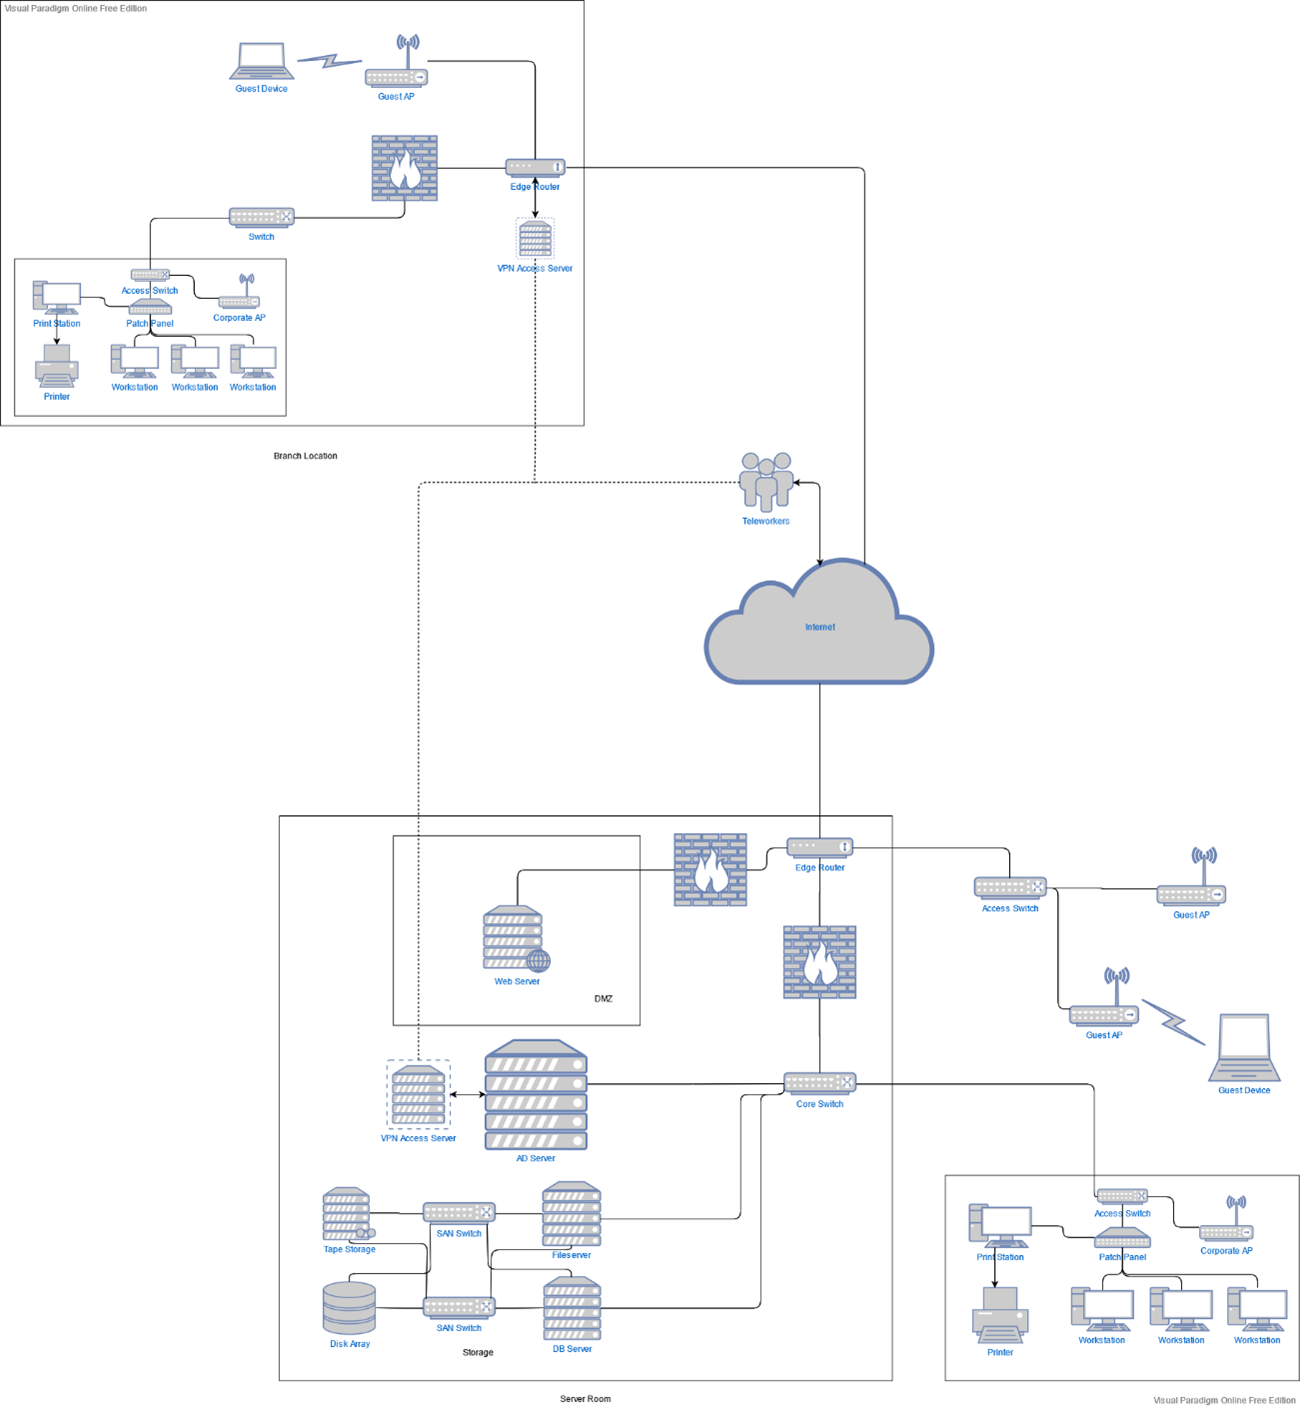 Visual Paradigm Online Free Edition
Guest Device
Guest AP
Edge Router
Switch
VPN Access Server
Access Switch
Corporate AP
Print Station
Patch Panel
Workstation
Workstation
Workstation
Printer
Branch Location
Teleworkers
Internet
Edge Router
Access Switch
Guest AP
Web Server
DMZ
Guest AP
Guest Device
Core Switch
VPN Access Server
AD Server
SAN Switch
Tape Storage
Fileserver
Disk Array
SAN Switch
DB Server
Storage
Access Switch
Corporate AP
Print Station
Patch Panel
Workstation
Workstation
Workstation
Printer
Server Room
Visual Paradigm Online Free Edition